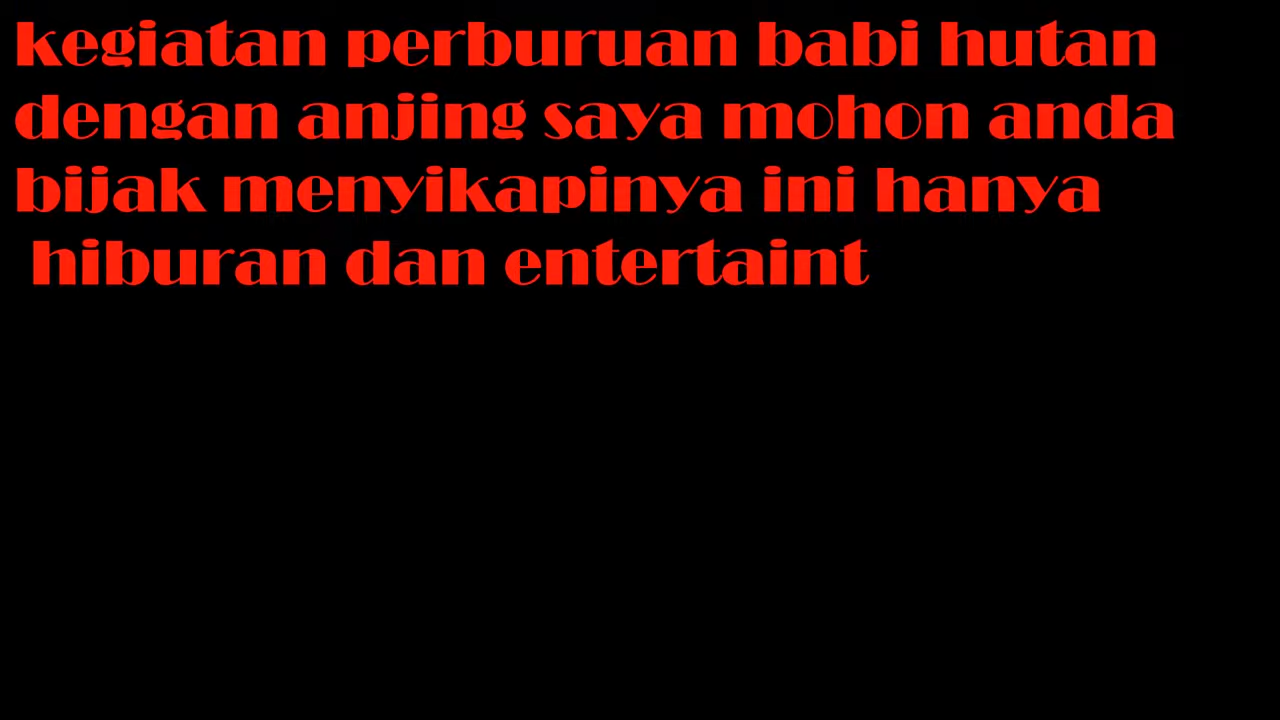 kegiatan perburuan babi hutan
dengan anjing saya mohon anda
bijak menyikapinya ini hanya
hiburan dan entertaint